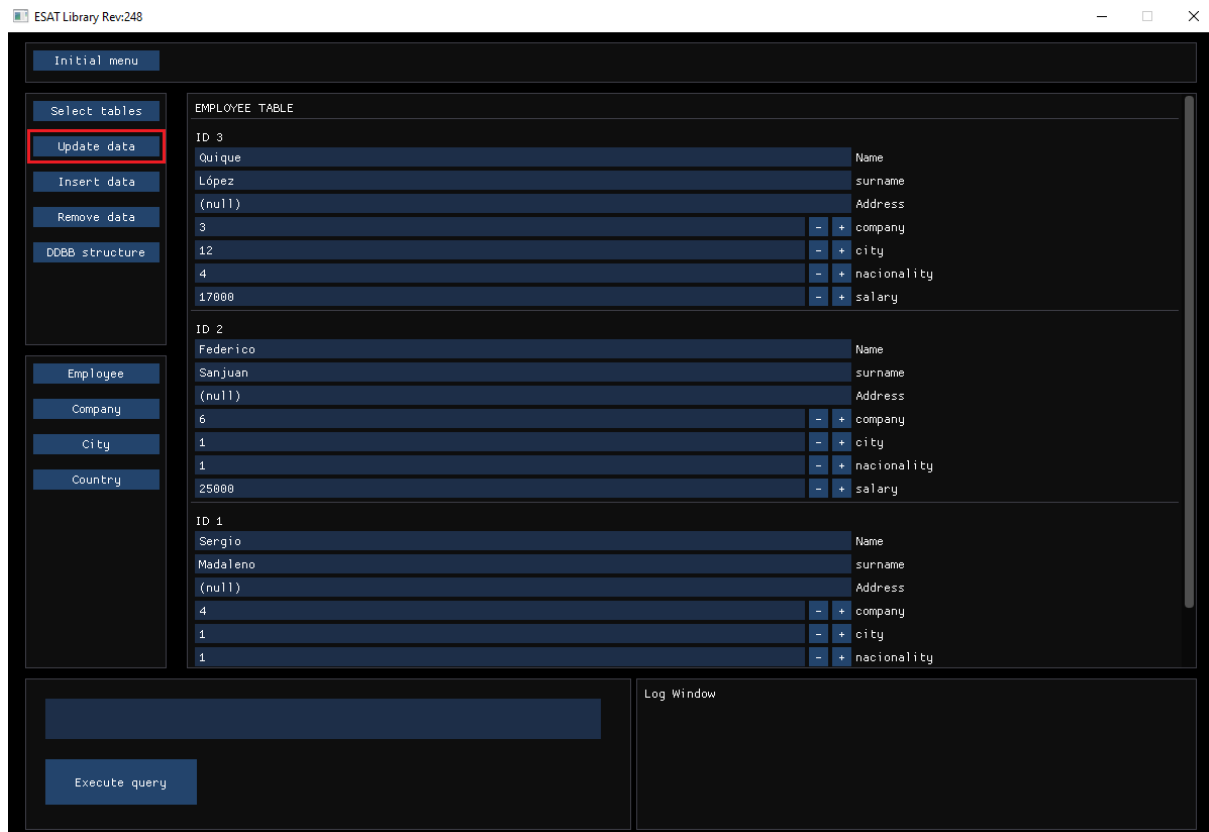 ESAT Library Rev:248
Initial menu
Select tables
Update data
Insert data
Remove data
DDBB structure
Employee
Company
City
Country
EMPLOYEE TABLE
ID 3
Quique Name
López surname
(null) Address
3 - + company
12 - + city
4 - + nacionality
17000 - + salary
ID 2
Federico Name
Sanjuan surname
(null) Address
6 - + company
1 - + city
1 - + nacionality
25000 - + salary
ID 1
Sergio Name
Madaleno surname
(null) Address
4 - + company
1 - + city
1 - + nacionality
Execute query
Log Window